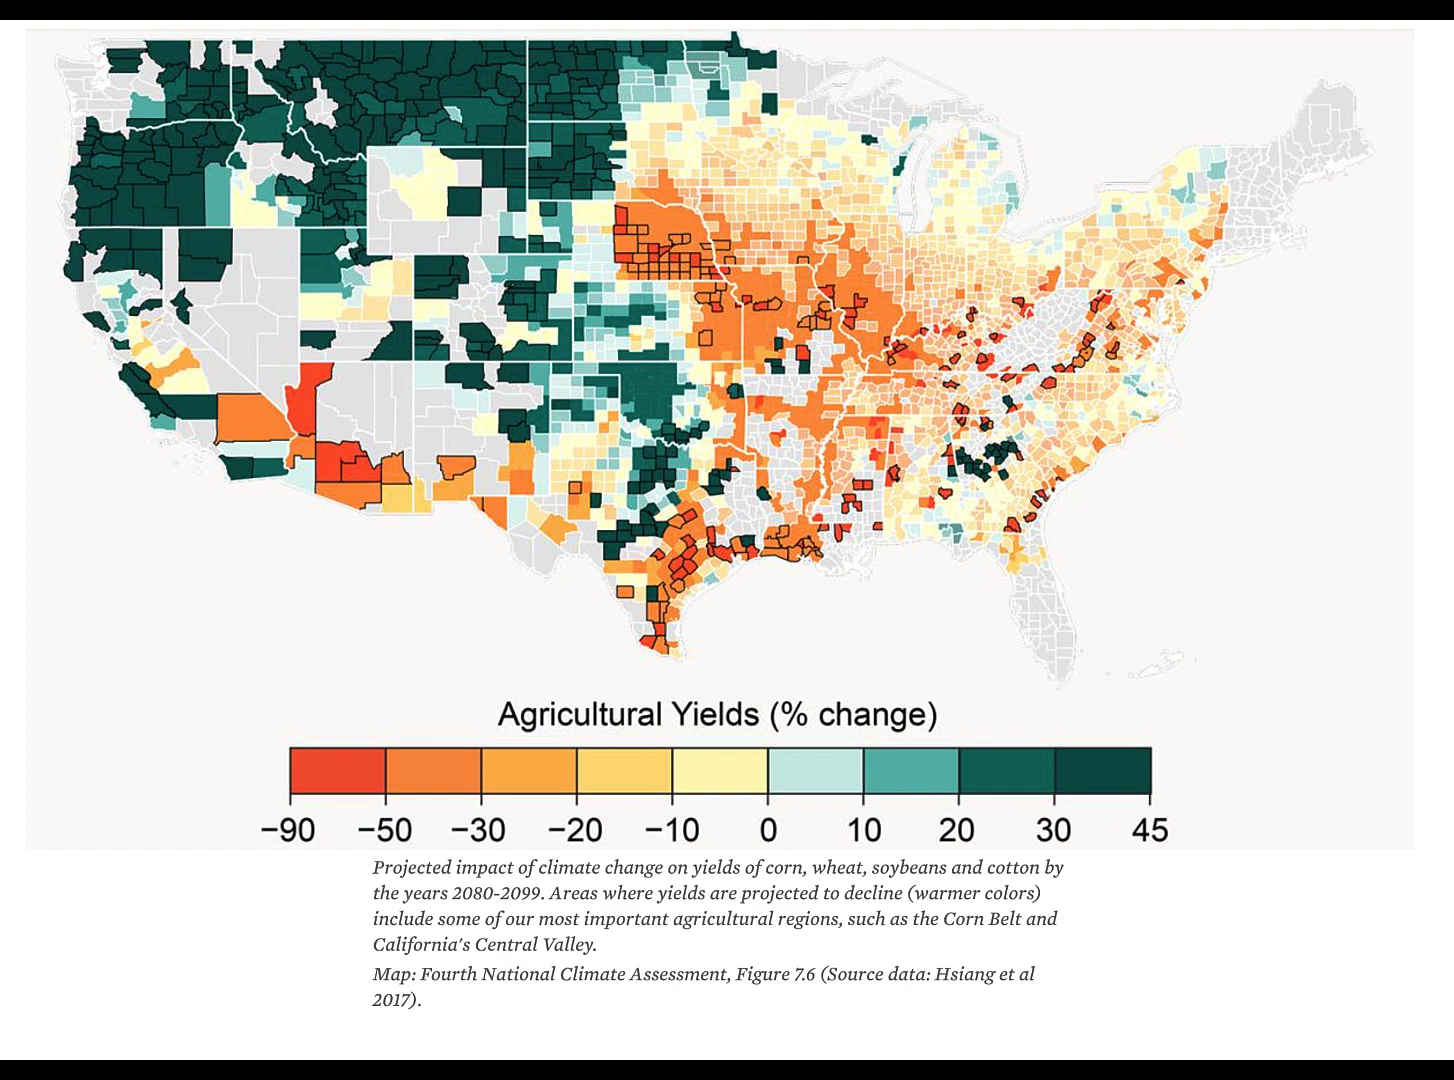 Agricultural Yields (% change)
−90 −50 −30 −20 −10 0 10 20 30 45
Projected impact of climate change on yields of corn, wheat, soybeans and cotton by
the years 2080-2099. Areas where yields are projected to decline (warmer colors)
include some of our most important agricultural regions, such as the Corn Belt and
California's Central Valley.
Map: Fourth National Climate Assessment, Figure 7.6 (Source data: Hsiang et al
2017).